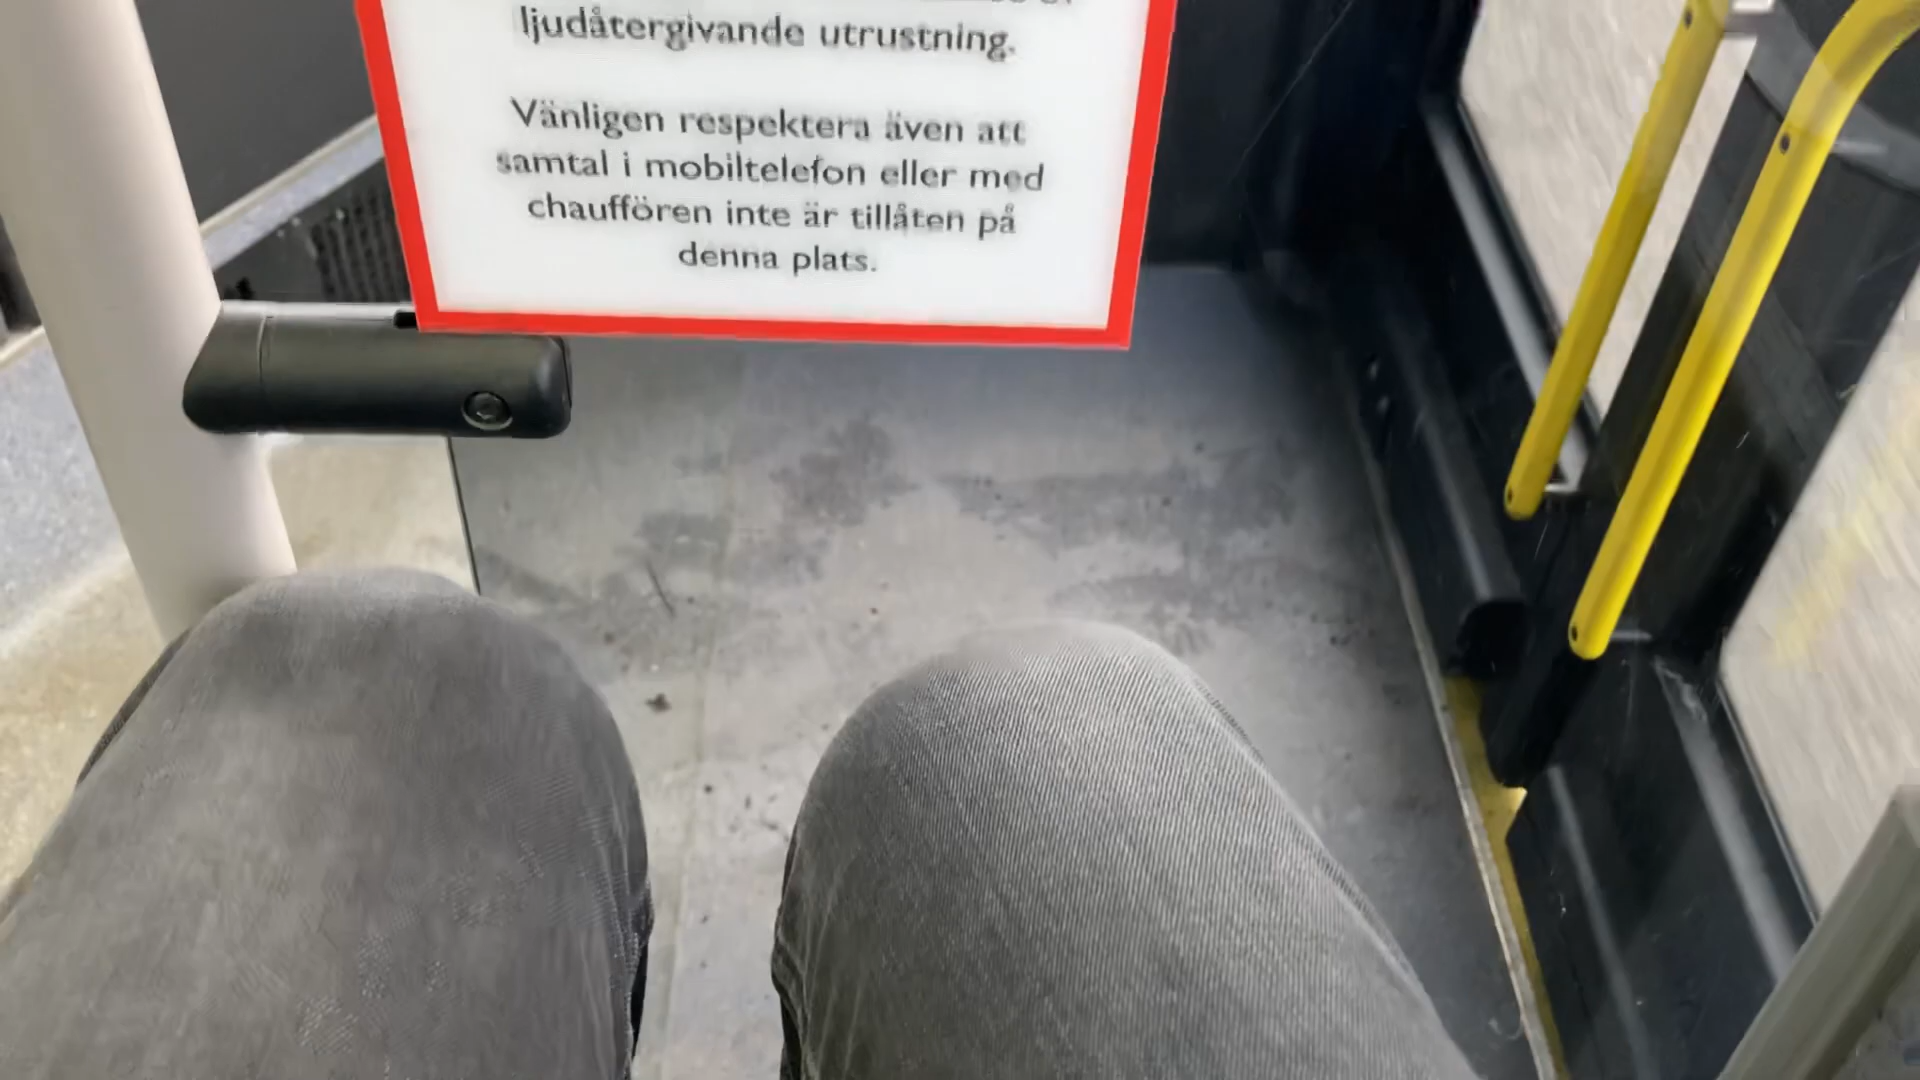 ljudåtergivande utrustning.
Vänligen respektera även att
samtal i mobiltelefon eller med
chauffören inte är tillåten på
denna plats.